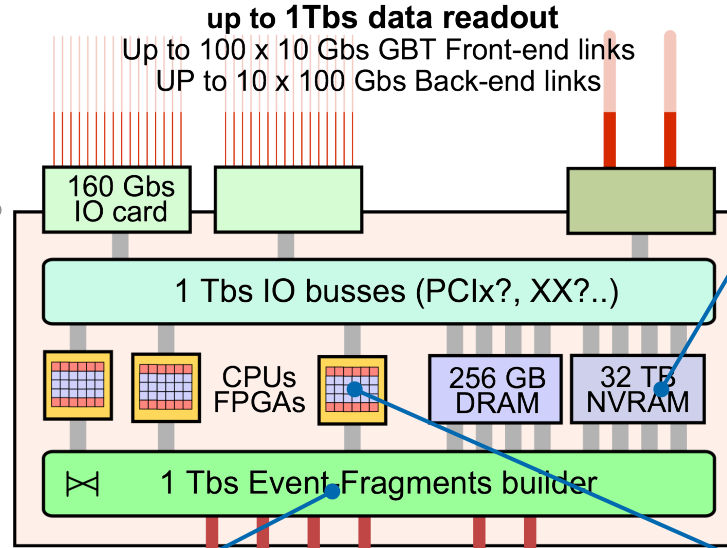 up to 1Tbs data readout
Up to 100 x 10 Gbs GBT Front-end links
UP to 10 x 100 Gbs Back-end links
160 Gbs
IO card
1 Tbs IO busses (PCIx?, XX?..)
CPUs
FPGAs
256 GB
DRAM
32 TB
NVRAM
1 Tbs Event-Fragments builder